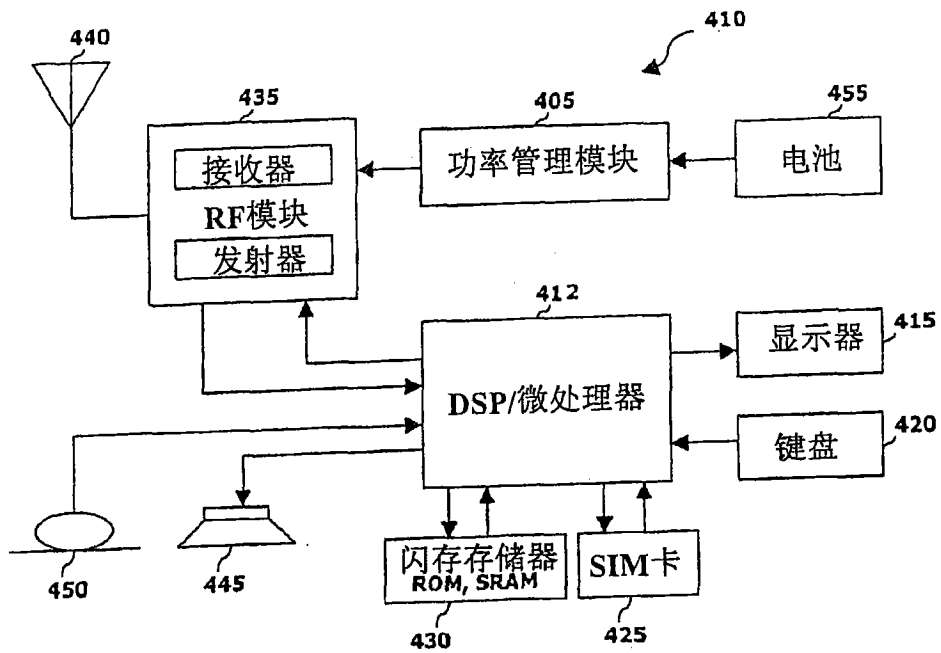 440
410
435
405
455
接收器
RF模块
发射器
功率管理模块
电池
412
DSP/微处理器
显示器
415
键盘
420
450
445
闪存存储器
ROM, SRAM
430
SIM卡
425